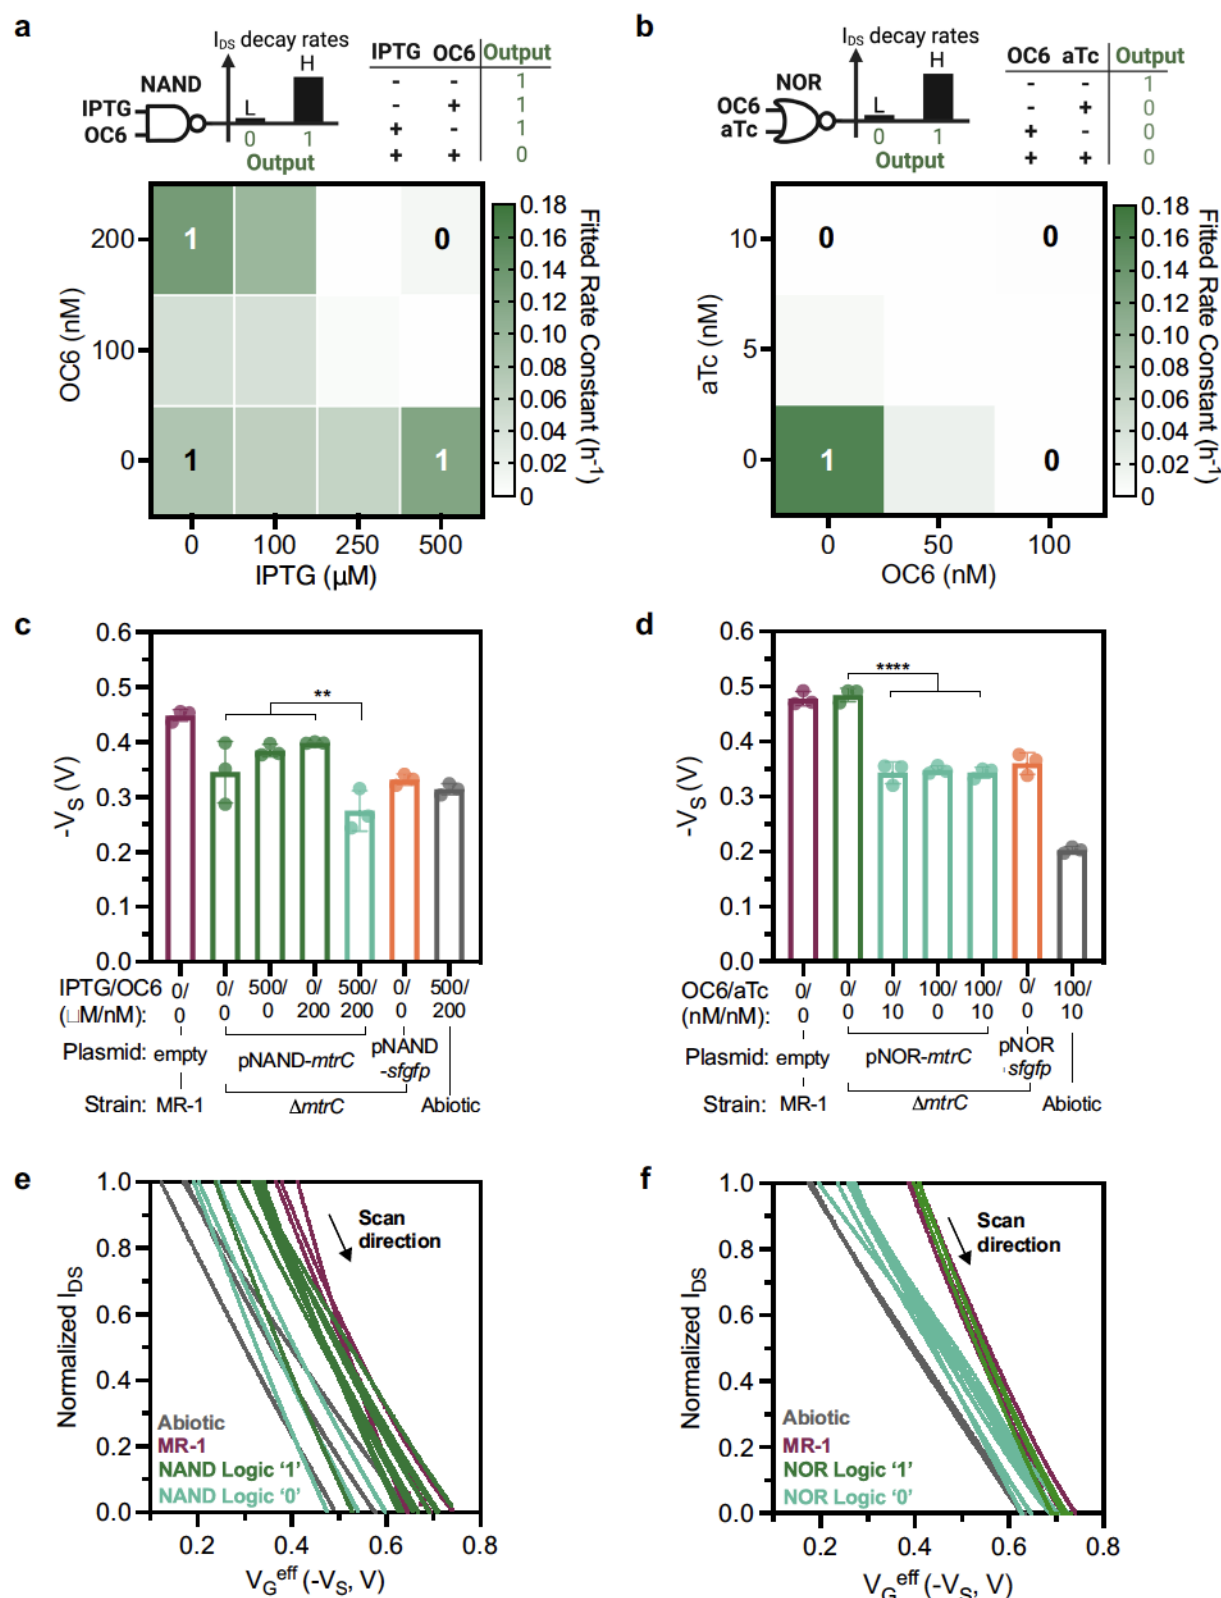 a
I_DS decay rates
H
L
0 1
Output
NAND
IPTG
OC6
IPTG OC6 Output
- - 1
- + 1
+ - 1
+ + 0
OC6 (nM)
200
100
0
1
0
1
1
0 100 250 500
IPTG (μM)
0.18
0.16
0.14
0.12
0.10
0.08
0.06
0.04
0.02
0
Fitted Rate Constant (h⁻¹)
b
I_DS decay rates
H
L
0 1
Output
NOR
OC6
aTc
OC6 aTc Output
- - 1
- + 0
+ - 0
+ + 0
aTc (nM)
10
5
0
0
0
1
0
0 50 100
OC6 (nM)
0.18
0.16
0.14
0.12
0.10
0.08
0.06
0.04
0.02
0
Fitted Rate Constant (h⁻¹)
c
-V_S (V)
0.6
0.5
0.4
0.3
0.2
0.1
0.0
**
IPTG/OC6 0/ 0/ 500/ 0/ 500/ 0/ 500/
(□M/nM): 0 0 0 200 200 0 200
Plasmid: empty pNAND-mtrC pNAND
-sfgfp
Strain: MR-1 ΔmtrC Abiotic
d
-V_S (V)
0.6
0.5
0.4
0.3
0.2
0.1
0.0
****
OC6/aTc 0/ 0/ 0/ 100/ 100/ 0/ 100/
(nM/nM): 0 0 10 0 10 0 10
Plasmid: empty pNOR-mtrC pNOR
-sfgfp
Strain: MR-1 ΔmtrC Abiotic
e
Normalized I_DS
1.0
0.8
0.6
0.4
0.2
0.0
Scan
direction
Abiotic
MR-1
NAND Logic ‘1’
NAND Logic ‘0’
0.2 0.4 0.6 0.8
V_G^eff (-V_S, V)
f
Normalized I_DS
1.0
0.8
0.6
0.4
0.2
0.0
Scan
direction
Abiotic
MR-1
NOR Logic ‘1’
NOR Logic ‘0’
0.2 0.4 0.6 0.8
V_G^eff (-V_S, V)